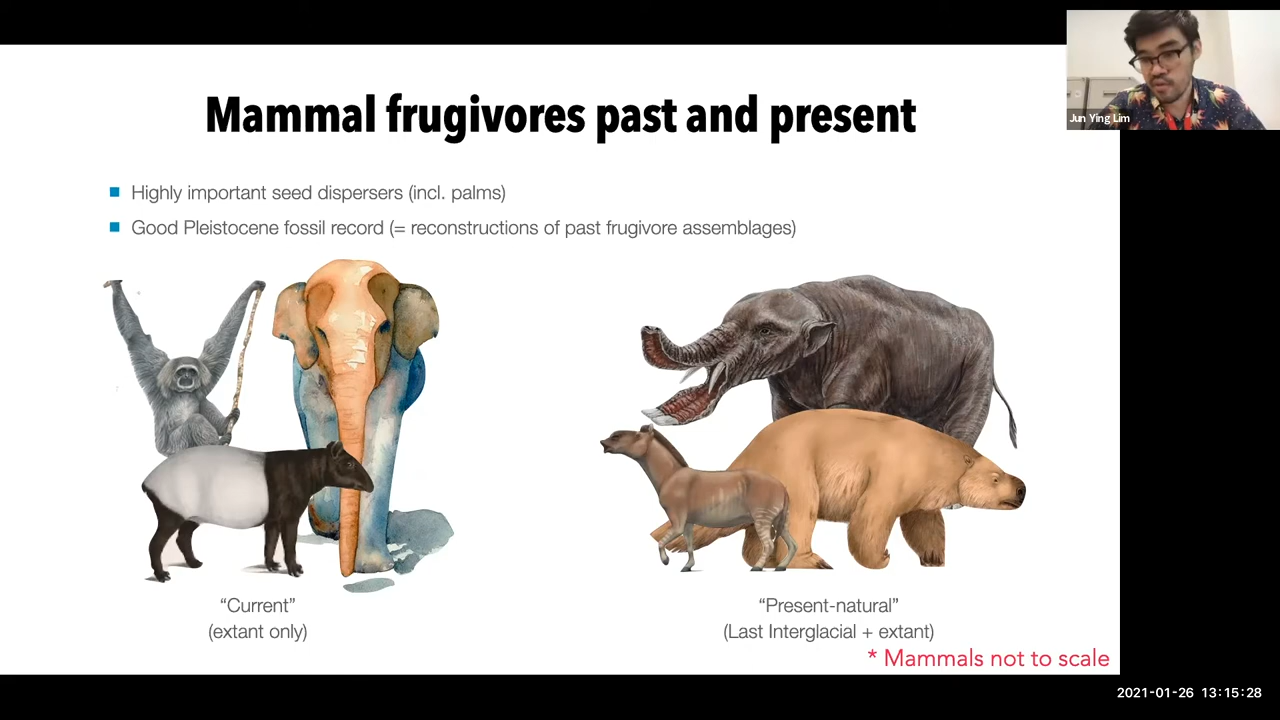 Mammal frugivores past and present
Jun Ying Lim
Highly important seed dispersers (incl. palms)
Good Pleistocene fossil record (= reconstructions of past frugivore assemblages)
“Current”
(extant only)
“Present-natural”
(Last Interglacial + extant)
* Mammals not to scale
2021-01-26 13:15:28